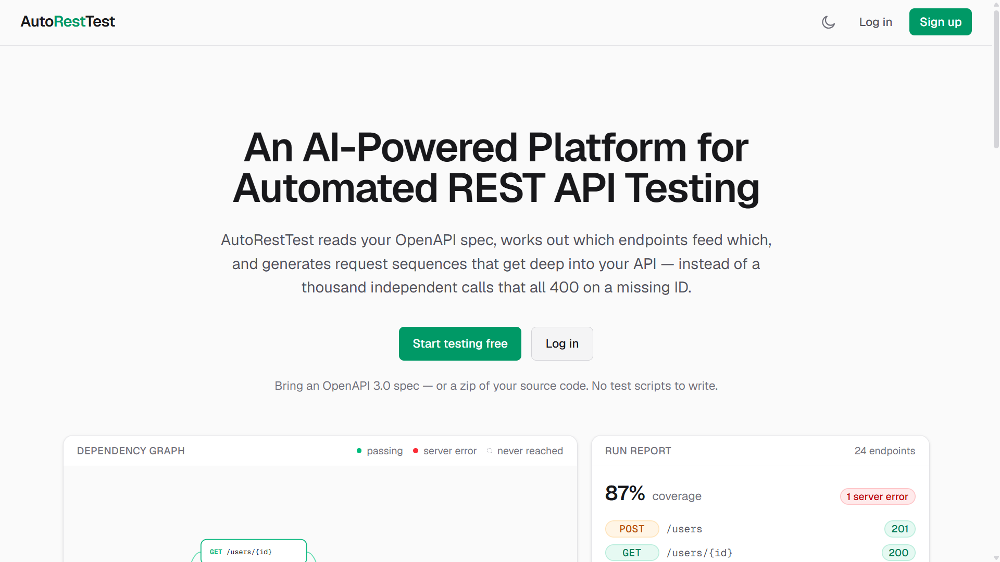 AutoRestTest
Log in
Sign up
An AI-Powered Platform for
Automated REST API Testing
AutoRestTest reads your OpenAPI spec, works out which endpoints feed which,
and generates request sequences that get deep into your API — instead of a
thousand independent calls that all 400 on a missing ID.
Start testing free
Log in
Bring an OpenAPI 3.0 spec — or a zip of your source code. No test scripts to write.
DEPENDENCY GRAPH
passing
server error
never reached
GET /users/{id}
RUN REPORT
24 endpoints
87% coverage
1 server error
POST /users 201
GET /users/{id} 200